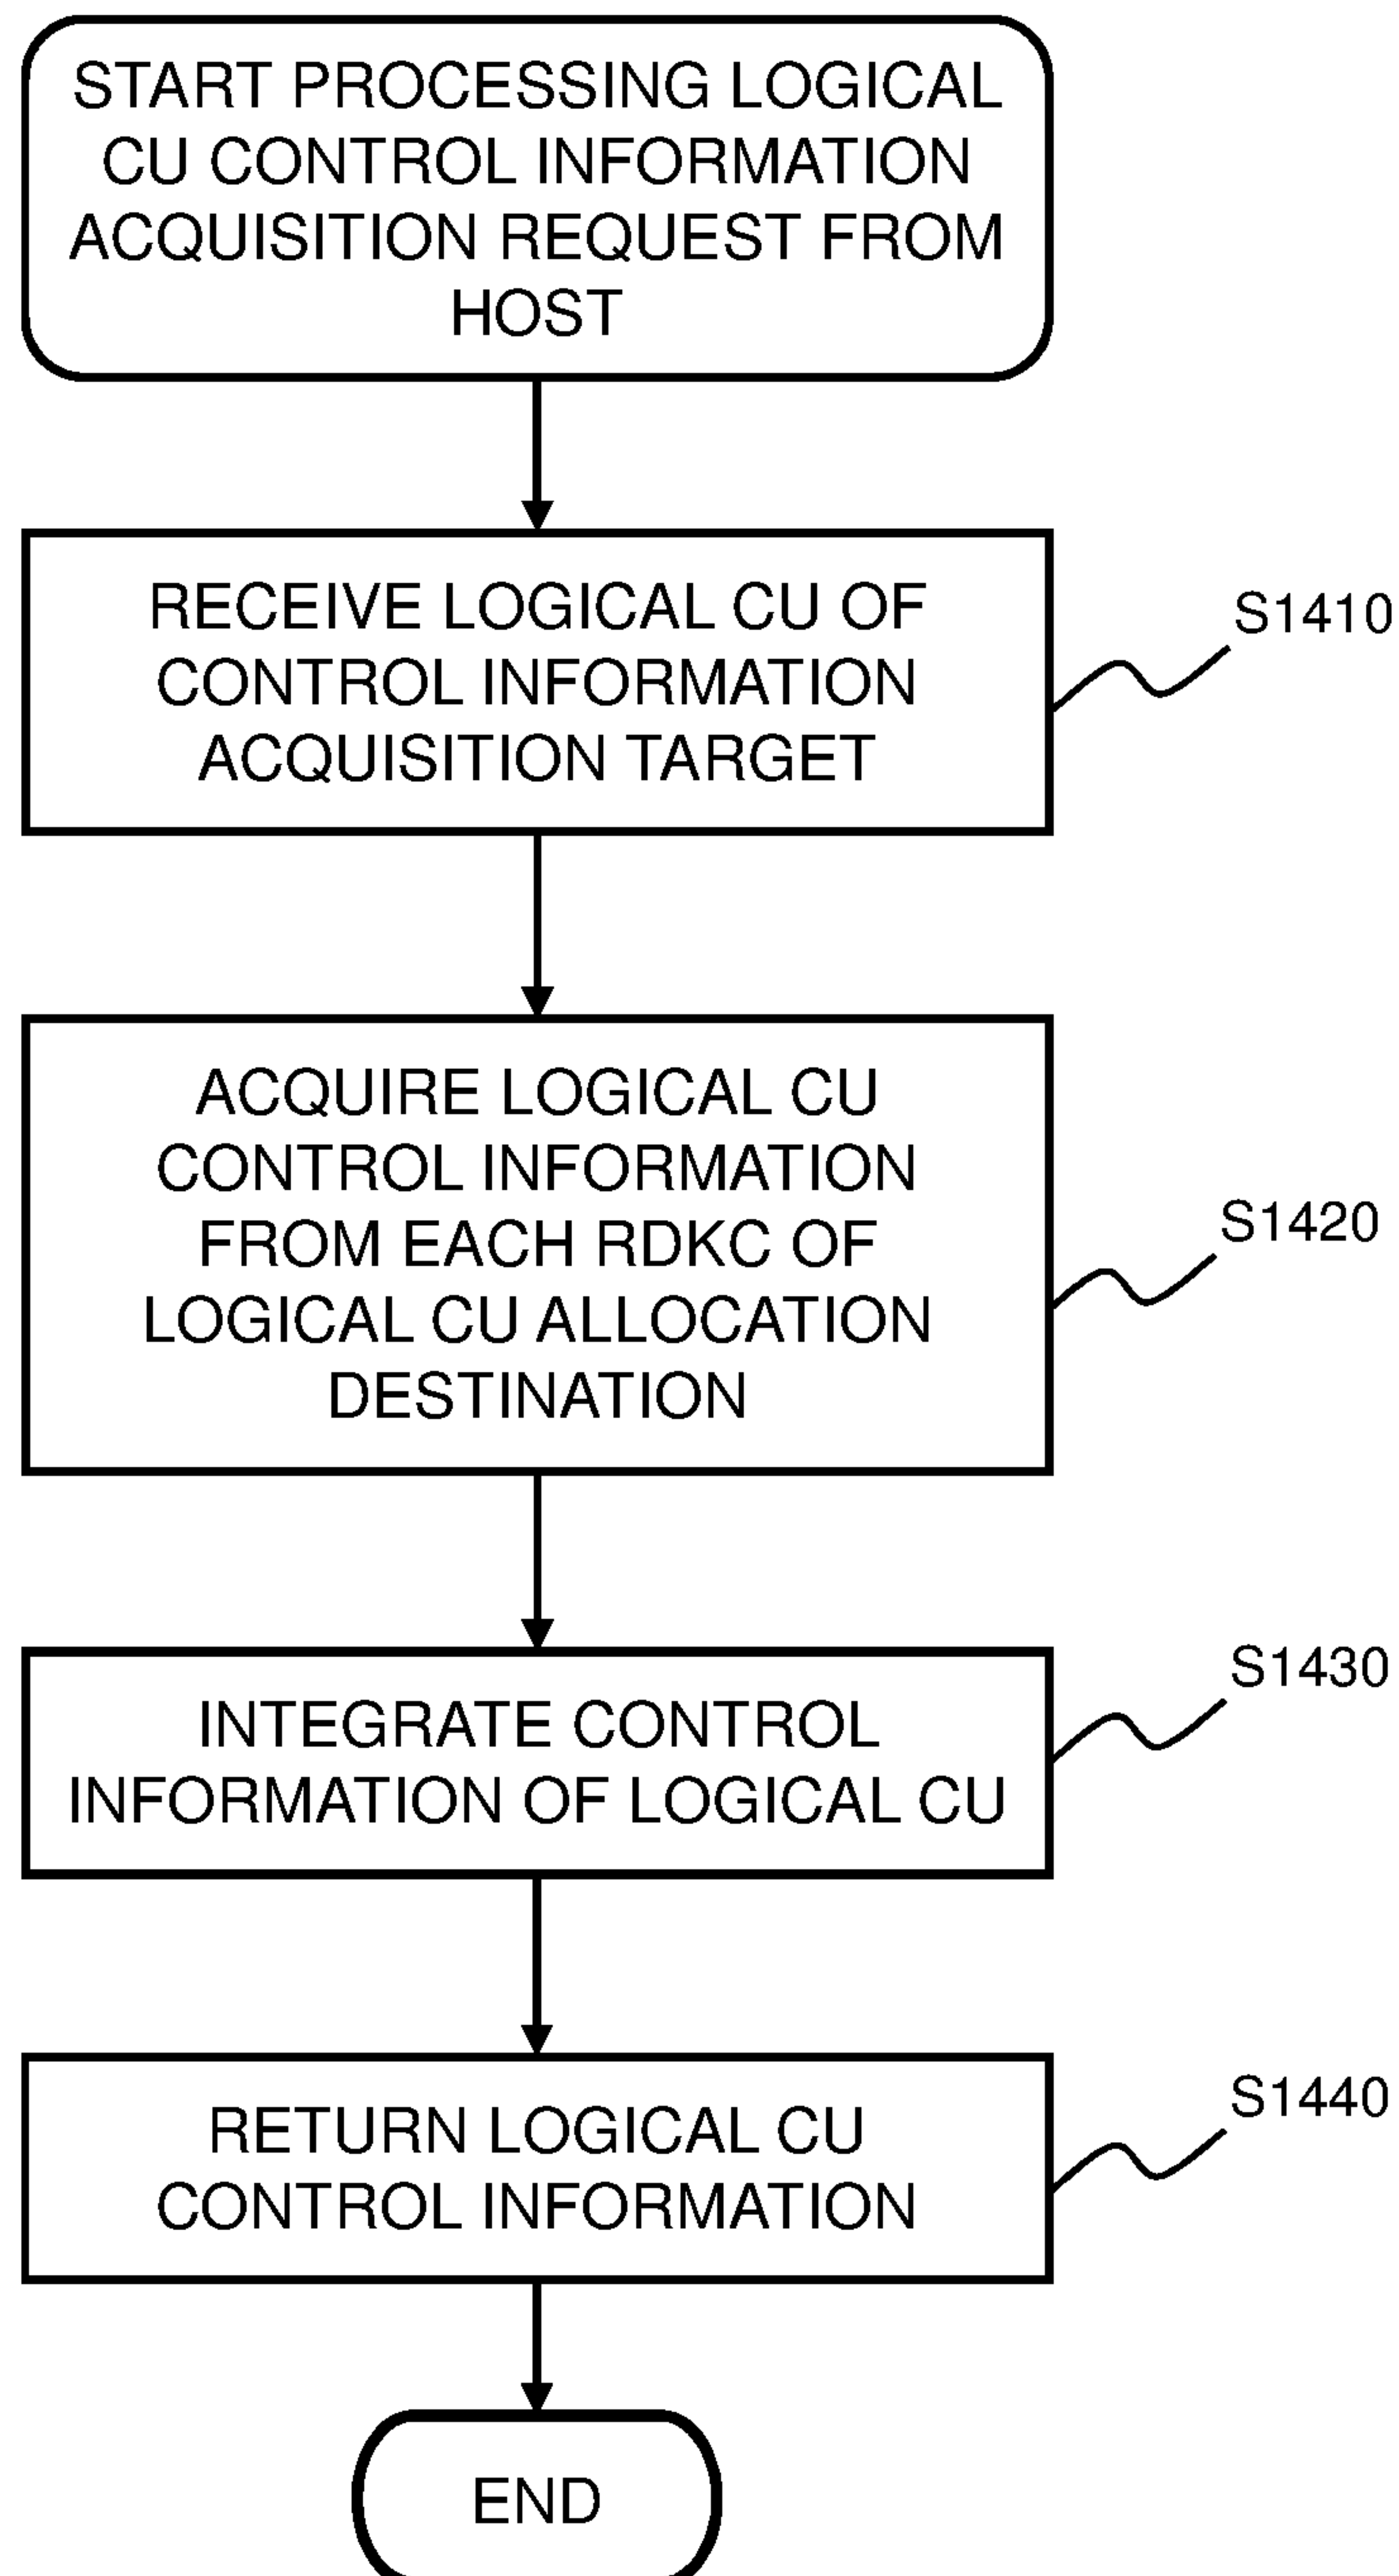 START PROCESSING LOGICAL
CU CONTROL INFORMATION
ACQUISITION REQUEST FROM
HOST
RECEIVE LOGICAL CU OF
CONTROL INFORMATION
ACQUISITION TARGET
S1410
ACQUIRE LOGICAL CU
CONTROL INFORMATION
FROM EACH RDKC OF
LOGICAL CU ALLOCATION
DESTINATION
S1420
INTEGRATE CONTROL
INFORMATION OF LOGICAL CU
S1430
RETURN LOGICAL CU
CONTROL INFORMATION
S1440
END